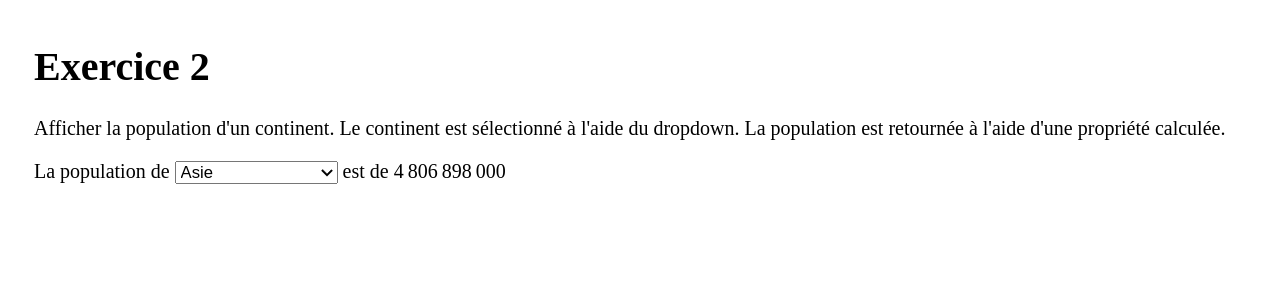 Exercice 2
Afficher la population d'un continent. Le continent est sélectionné à l'aide du dropdown. La population est retournée à l'aide d'une propriété calculée.
La population de Asie est de 4 806 898 000